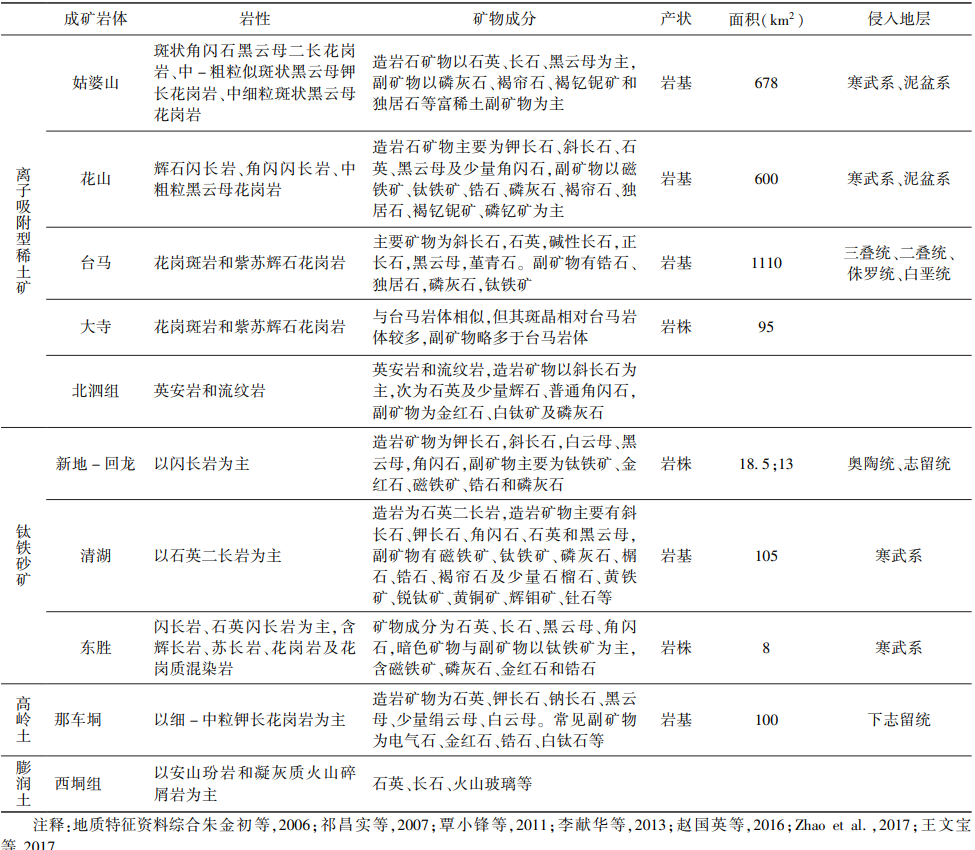 成矿岩体 岩性 矿物成分 产状 面积(km2) 侵入地层
离子吸附型稀土矿
姑婆山
斑状角闪石黑云母二长花岗
岩、中-粗粒似斑状黑云母钾
长花岗岩、中细粒斑状黑云母
花岗岩
造岩石矿物以石英、长石、黑云母为主,
副矿物以磷灰石、褐帘石、褐钇铌矿和
独居石等富稀土副矿物为主
岩基 678 寒武系、泥盆系
花山
辉石闪长岩、角闪闪长岩、中
粗粒黑云母花岗岩
造岩石矿物主要为钾长石、斜长石、石
英、黑云母及少量角闪石,副矿物以磁
铁矿、钛铁矿、锆石、磷灰石、褐帘石、独
居石、褐钇铌矿、磷钇矿为主
岩基 600 寒武系、泥盆系
台马
花岗斑岩和紫苏辉石花岗岩
主要矿物为斜长石,石英,碱性长石,正
长石,黑云母,堇青石。副矿物有锆石、
独居石,磷灰石,钛铁矿
岩基 1110
三叠统、二叠统、
侏罗统、白垩统
大寺
花岗斑岩和紫苏辉石花岗岩
与台马岩体相似,但其斑晶相对台马岩
体较多,副矿物略多于台马岩体
岩株 95
北泗组
英安岩和流纹岩
英安岩和流纹岩,造岩矿物以斜长石为
主,次为石英及少量辉石、普通角闪石,
副矿物为金红石、白钛矿及磷灰石
钛铁砂矿
新地-回龙
以闪长岩为主
造岩矿物为钾长石,斜长石,白云母、黑
云母,角闪石,副矿物主要为钛铁矿、金
红石、磁铁矿、锆石和磷灰石
岩株 18.5;13 奥陶统、志留统
清湖
以石英二长岩为主
造岩为石英二长岩,造岩矿物主要有斜
长石、钾长石、角闪石、石英和黑云母,
副矿物有磁铁矿、钛铁矿、磷灰石、榍
石、锆石、褐帘石及少量石榴石、黄铁
矿、锐钛矿、黄铜矿、辉钼矿、钍石等
岩基 105 寒武系
东胜
闪长岩、石英闪长岩为主,含
辉长岩、苏长岩、花岗岩及花
岗质混染岩
矿物成分为石英、长石、黑云母、角闪
石,暗色矿物与副矿物以钛铁矿为主,
含磁铁矿、磷灰石、金红石和锆石
岩株 8 寒武系
高岭土
那车垌
以细-中粒钾长花岗岩为主
造岩矿物为石英、钾长石、钠长石、黑云
母、少量绢云母、白云母。常见副矿物
为电气石、金红石、锆石、白钛石等
岩基 100 下志留统
膨润土
西垌组
以安山玢岩和凝灰质火山碎
屑岩为主
石英、长石、火山玻璃等
注释:地质特征资料综合朱金初等,2006;祁昌实等,2007;覃小锋等,2011;李献华等,2013;赵国英等,2016;Zhao et al.,2017;王文宝
等,2017